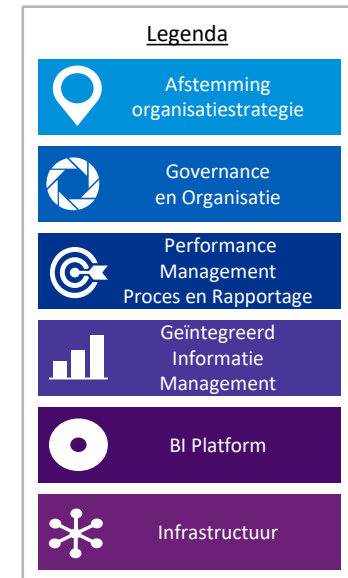 Legenda
Afstemming
organisatiestrategie
Governance
en Organisatie
Performance
Management
Proces en Rapportage
Geïntegreerd
Informatie
Management
BI Platform
Infrastructuur